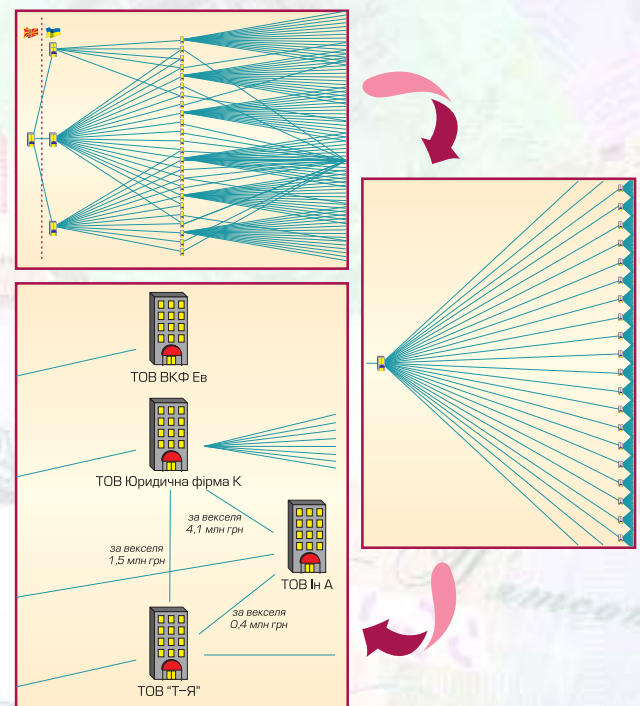 ТОВ ВКФ Ев
ТОВ Юридична фірма К
за векселя
4,1 млн грн
за векселя
1,5 млн грн
ТОВ Ін А
за векселя
0,4 млн грн
ТОВ "Т–Я"